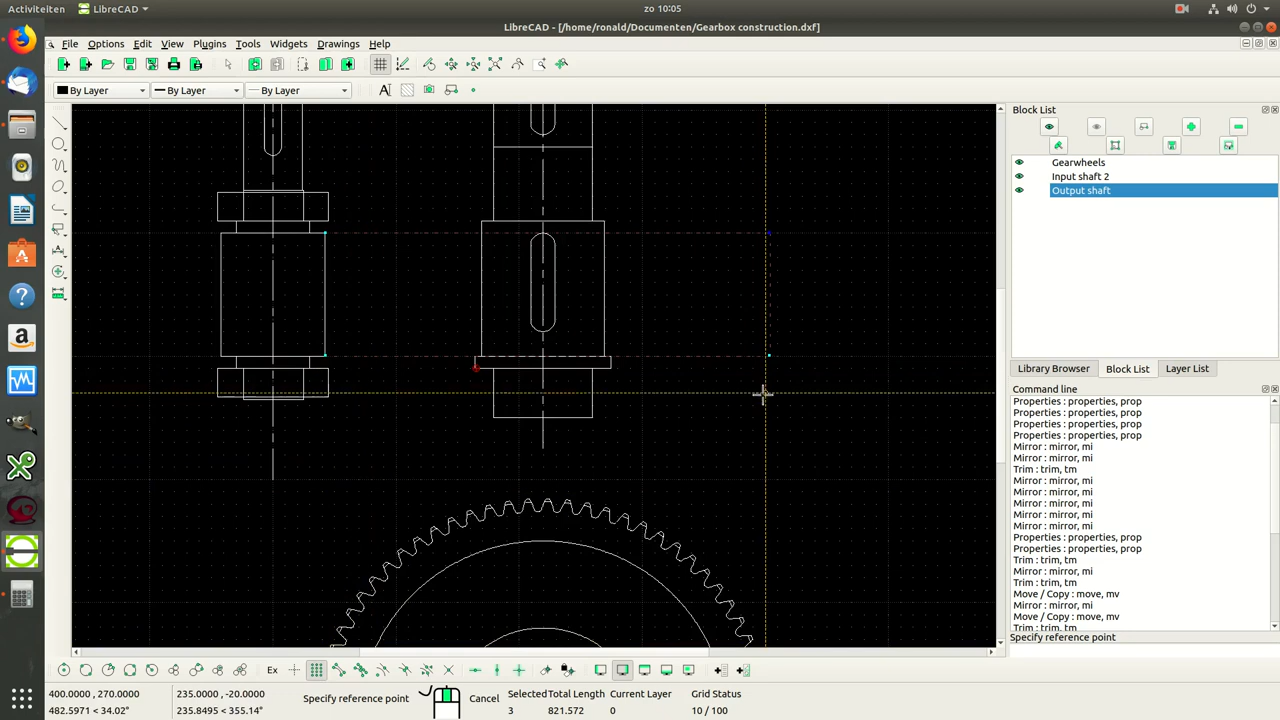 Activiteiten
LibreCAD
zo 10:05
LibreCAD - [/home/ronald/Documenten/Gearbox construction.dxf]
File Options Edit View Plugins Tools Widgets Drawings Help
By Layer By Layer By Layer
Block List
Gearwheels
Input shaft 2
Output shaft
Library Browser Block List Layer List
Command line
Properties : properties, prop
Properties : properties, prop
Properties : properties, prop
Properties : properties, prop
Mirror : mirror, mi
Mirror : mirror, mi
Trim : trim, tm
Mirror : mirror, mi
Mirror : mirror, mi
Mirror : mirror, mi
Mirror : mirror, mi
Mirror : mirror, mi
Properties : properties, prop
Properties : properties, prop
Trim : trim, tm
Mirror : mirror, mi
Trim : trim, tm
Move / Copy : move, mv
Mirror : mirror, mi
Move / Copy : move, mv
Trim : trim, tm
Specify reference point
Ex
400.0000 , 270.0000 235.0000 , -20.0000 Specify reference point Cancel Selected Total Length Current Layer Grid Status
482.5971 < 34.02° 235.8495 < 355.14° 3 821.572 0 10 / 100